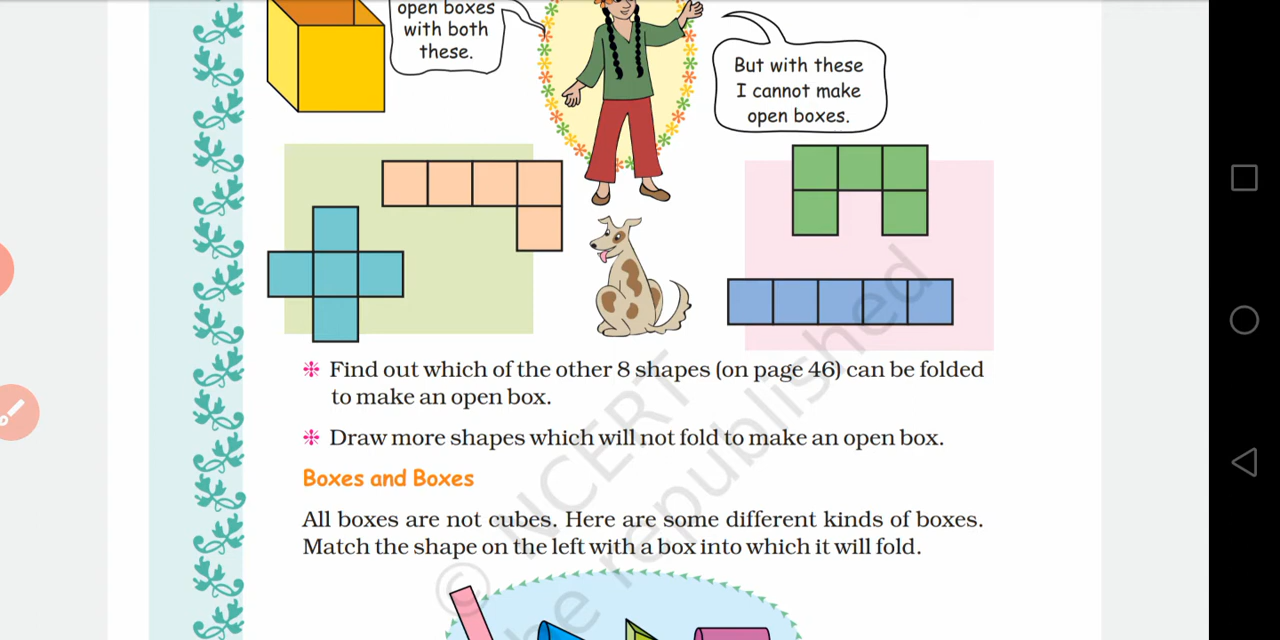 open boxes
with both
these.
But with these
I cannot make
open boxes.
Find out which of the other 8 shapes (on page 46) can be folded
to make an open box.
Draw more shapes which will not fold to make an open box.
Boxes and Boxes
All boxes are not cubes. Here are some different kinds of boxes.
Match the shape on the left with a box into which it will fold.
© NCERT
be republished